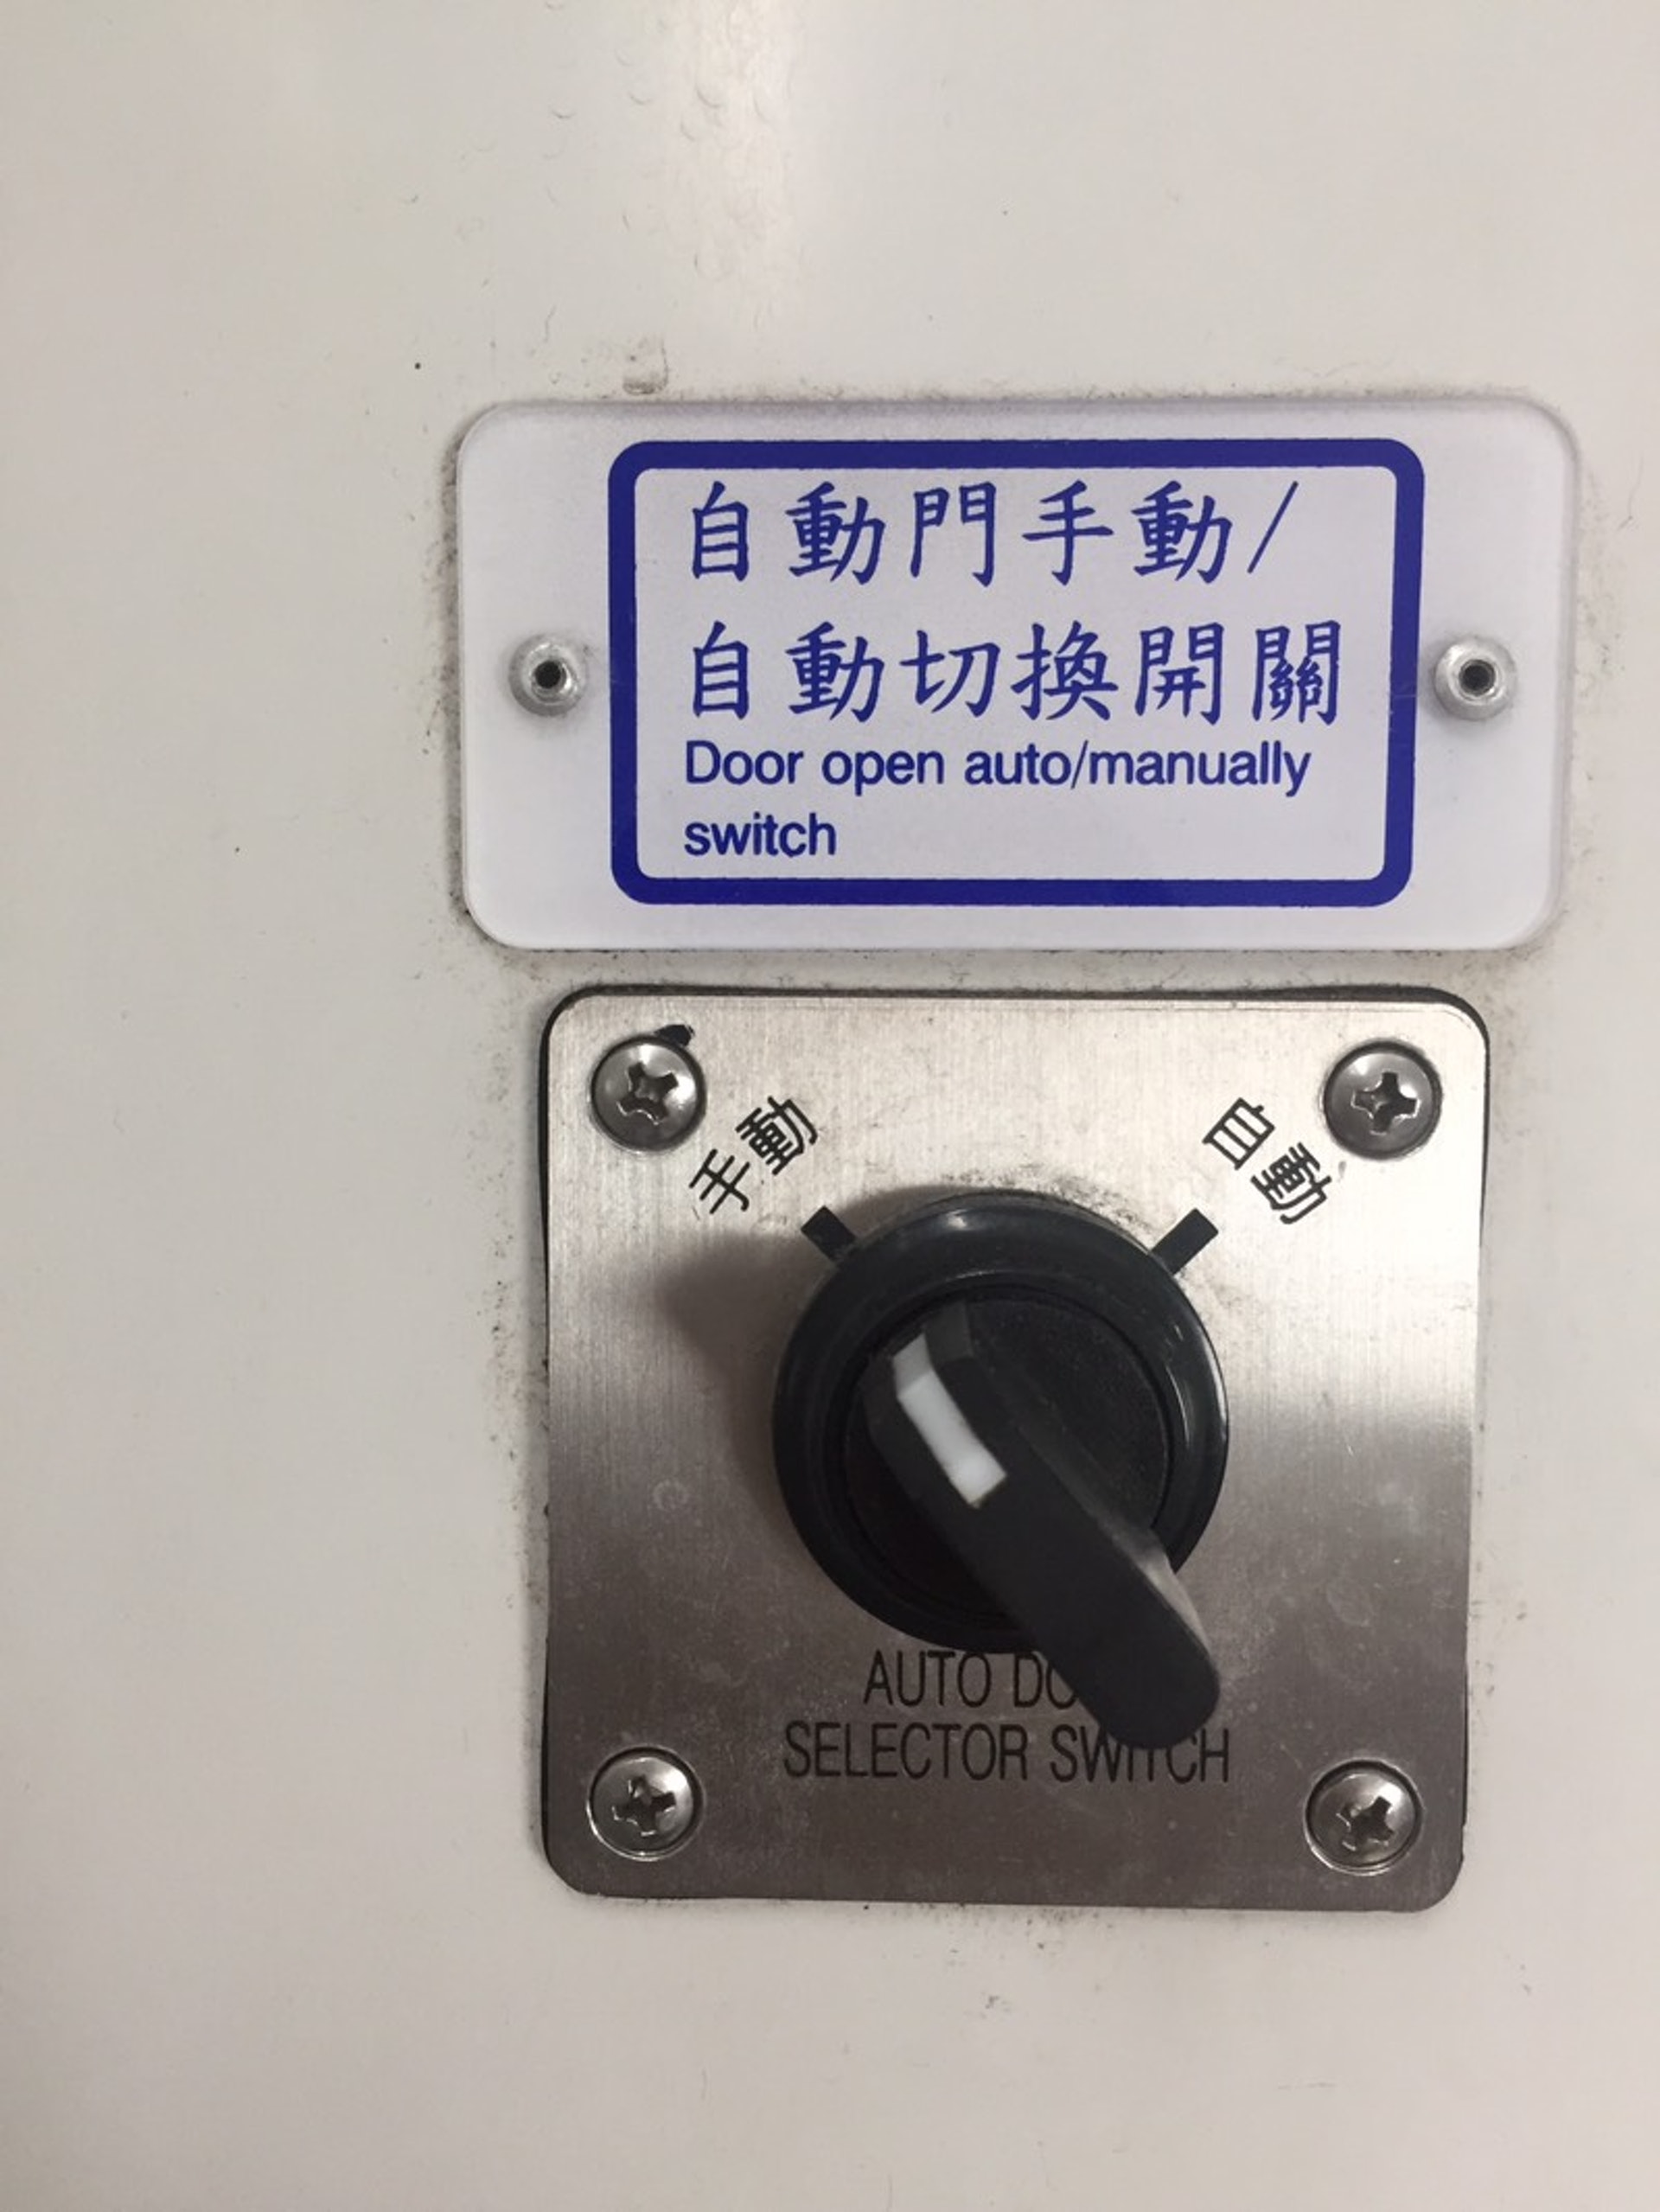 自動門手動/
自動切換開關
Door open auto/manually
switch
手動
自動
AUTO
SELECTOR SWITCH